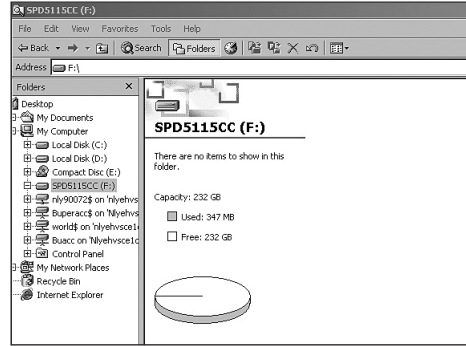 SPD5115CC (F:)
File Edit View Favorites Tools Help
Back Search Folders
Address F:\
Folders ×
Desktop
My Documents
My Computer
Local Disk (C:)
Local Disk (D:)
Compact Disc (E:)
SPD5115CC (F:)
nly90072$ on 'nlyehvs
Buperacc$ on 'Nlyehvs
world$ on 'nlyehvsce1
Buacc on 'Nlyehvsce1
Control Panel
My Network Places
Recycle Bin
Internet Explorer
SPD5115CC (F:)
There are no items to show in this
folder.
Capacity: 232 GB
Used: 347 MB
Free: 232 GB